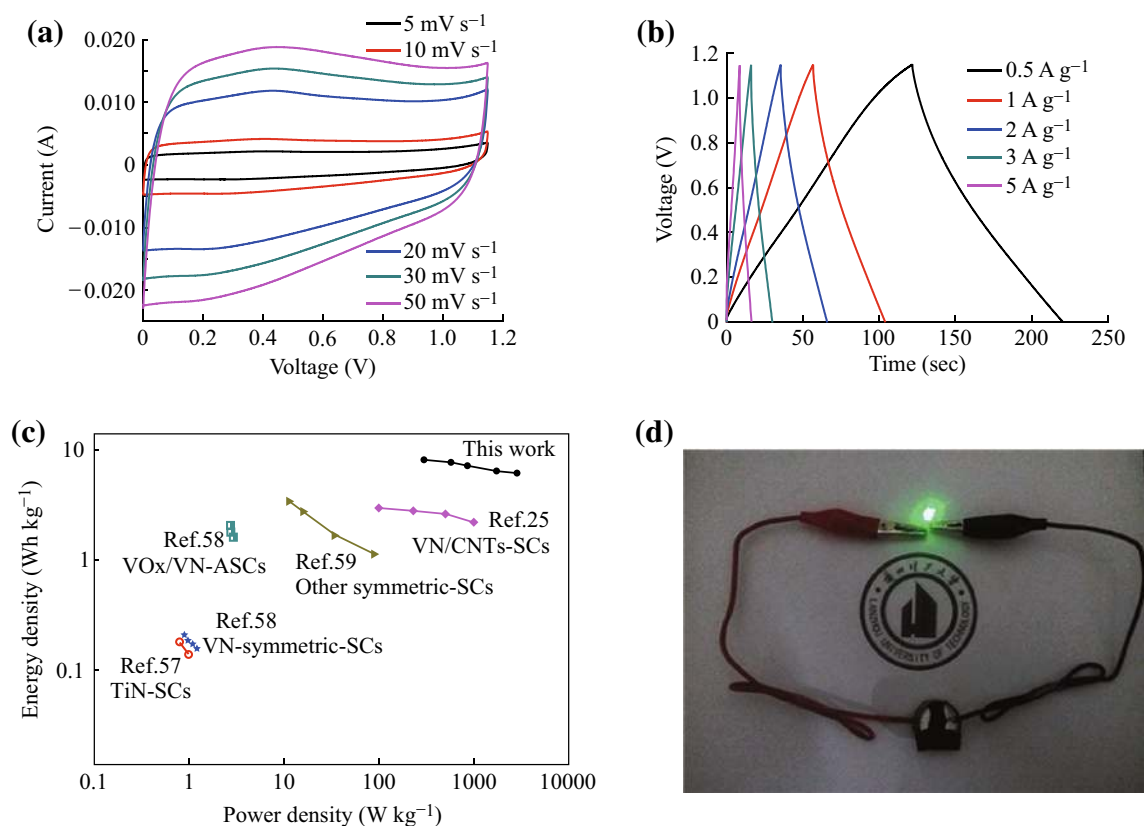 (a)
5 mV s⁻¹
10 mV s⁻¹
20 mV s⁻¹
30 mV s⁻¹
50 mV s⁻¹
0.020
0.010
0
−0.010
−0.020
Current (A)
0 0.2 0.4 0.6 0.8 1.0 1.2
Voltage (V)
(b)
0.5 A g⁻¹
1 A g⁻¹
2 A g⁻¹
3 A g⁻¹
5 A g⁻¹
1.2
1.0
0.8
0.6
0.4
0.2
0
Voltage (V)
0 50 100 150 200 250
Time (sec)
(c)
10
1
0.1
Energy density (Wh kg⁻¹)
This work
Ref.25
VN/CNTs-SCs
Ref.58
VOx/VN-ASCs
Ref.59
Other symmetric-SCs
Ref.58
VN-symmetric-SCs
Ref.57
TiN-SCs
0.1 1 10 100 1000 10000
Power density (W kg⁻¹)
(d)
LANZHOU UNIVERSITY OF TECHNOLOGY